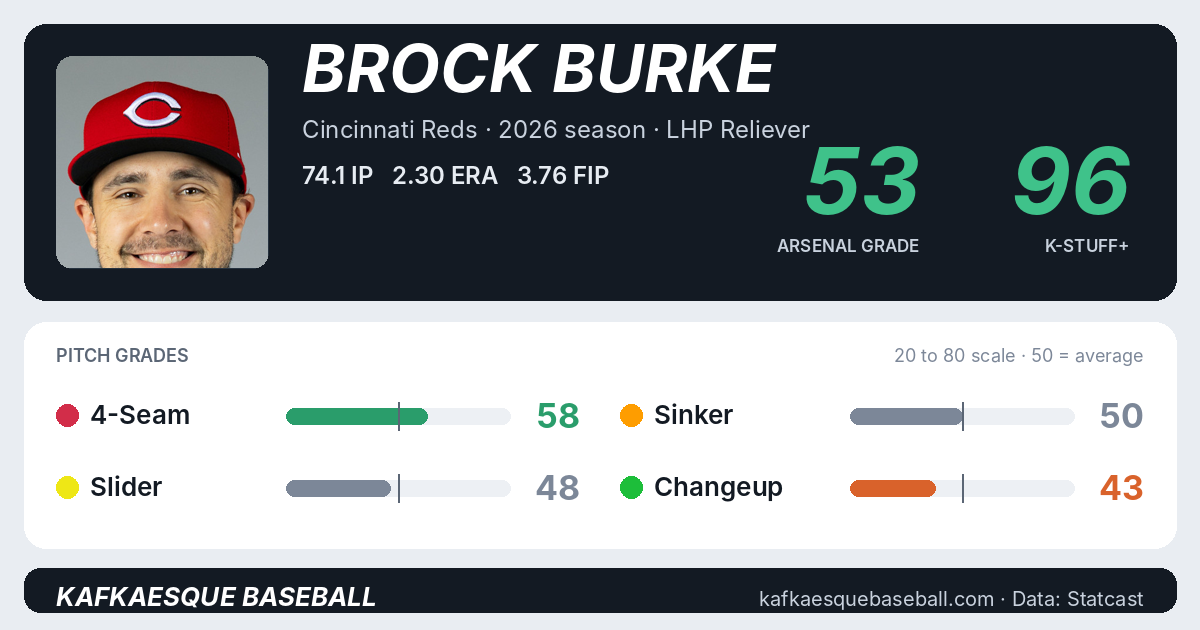 BROCK BURKE
Cincinnati Reds · 2026 season · LHP Reliever
74.1 IP 2.30 ERA 3.76 FIP
53 96
ARSENAL GRADE K-STUFF+
PITCH GRADES 20 to 80 scale · 50 = average
4-Seam 58 Sinker 50
Slider 48 Changeup 43
KAFKAESQUE BASEBALL kafkaesquebaseball.com · Data: Statcast